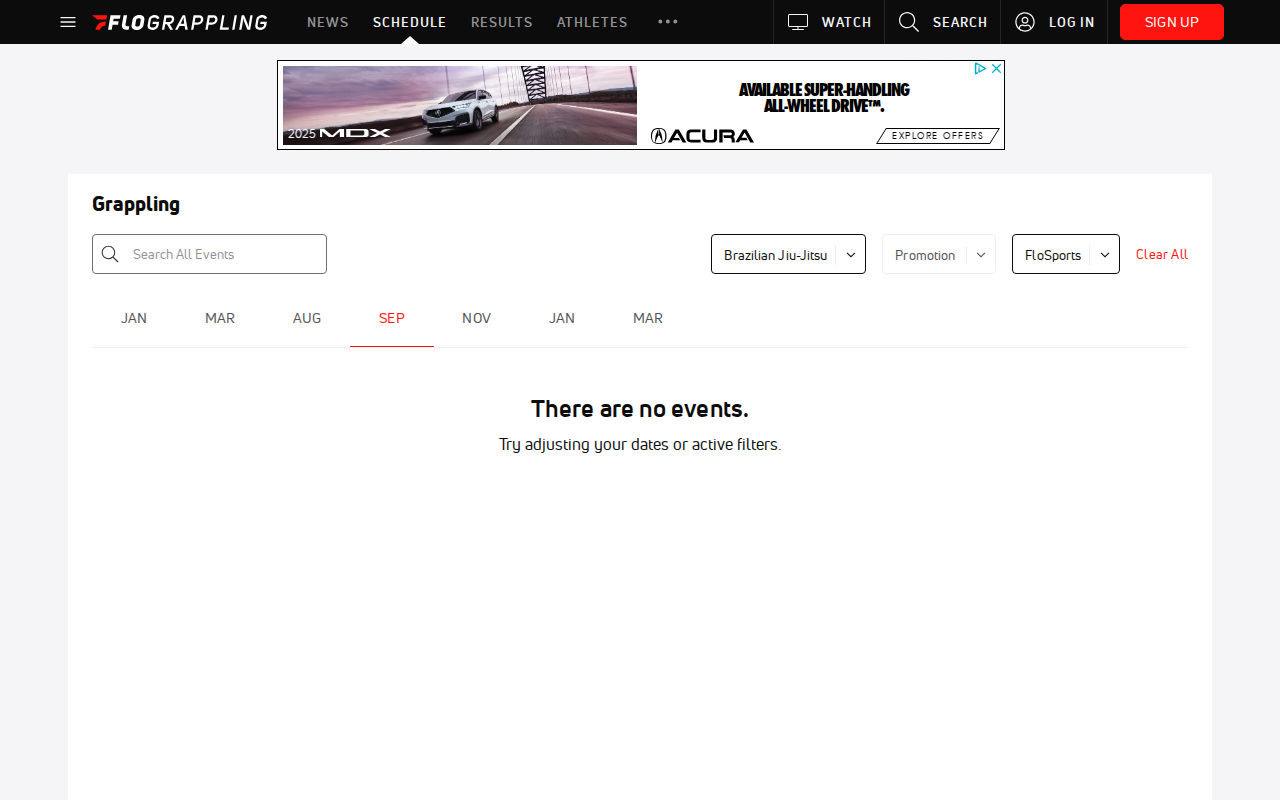 FLOGRAPPLING NEWS SCHEDULE RESULTS ATHLETES WATCH SEARCH LOG IN SIGN UP
2025 MDX
AVAILABLE SUPER-HANDLING
ALL-WHEEL DRIVE™.
ACURA EXPLORE OFFERS
Grappling
Search All Events Brazilian Jiu-Jitsu Promotion FloSports Clear All
JAN MAR AUG SEP NOV JAN MAR
There are no events.
Try adjusting your dates or active filters.